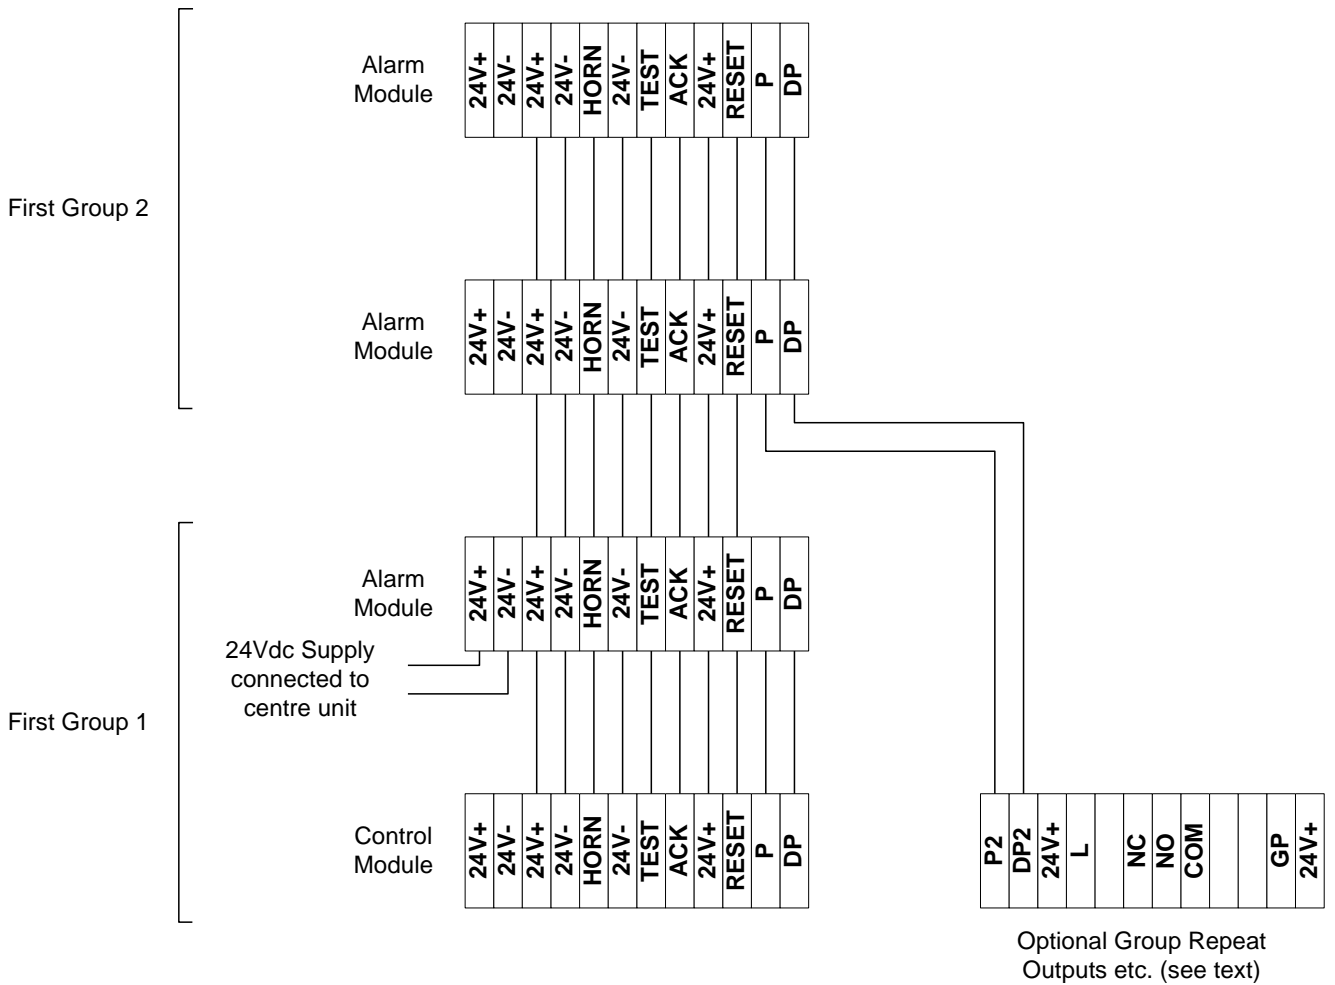 Alarm
Module
24V+ 24V- 24V+ 24V- HORN 24V- TEST ACK 24V+ RESET P DP
First Group 2
Alarm
Module
24V+ 24V- 24V+ 24V- HORN 24V- TEST ACK 24V+ RESET P DP
Alarm
Module
24V+ 24V- 24V+ 24V- HORN 24V- TEST ACK 24V+ RESET P DP
24Vdc Supply
connected to
centre unit
First Group 1
Control
Module
24V+ 24V- 24V+ 24V- HORN 24V- TEST ACK 24V+ RESET P DP
P2 DP2 24V+ L NC NO COM GP 24V+
Optional Group Repeat
Outputs etc. (see text)